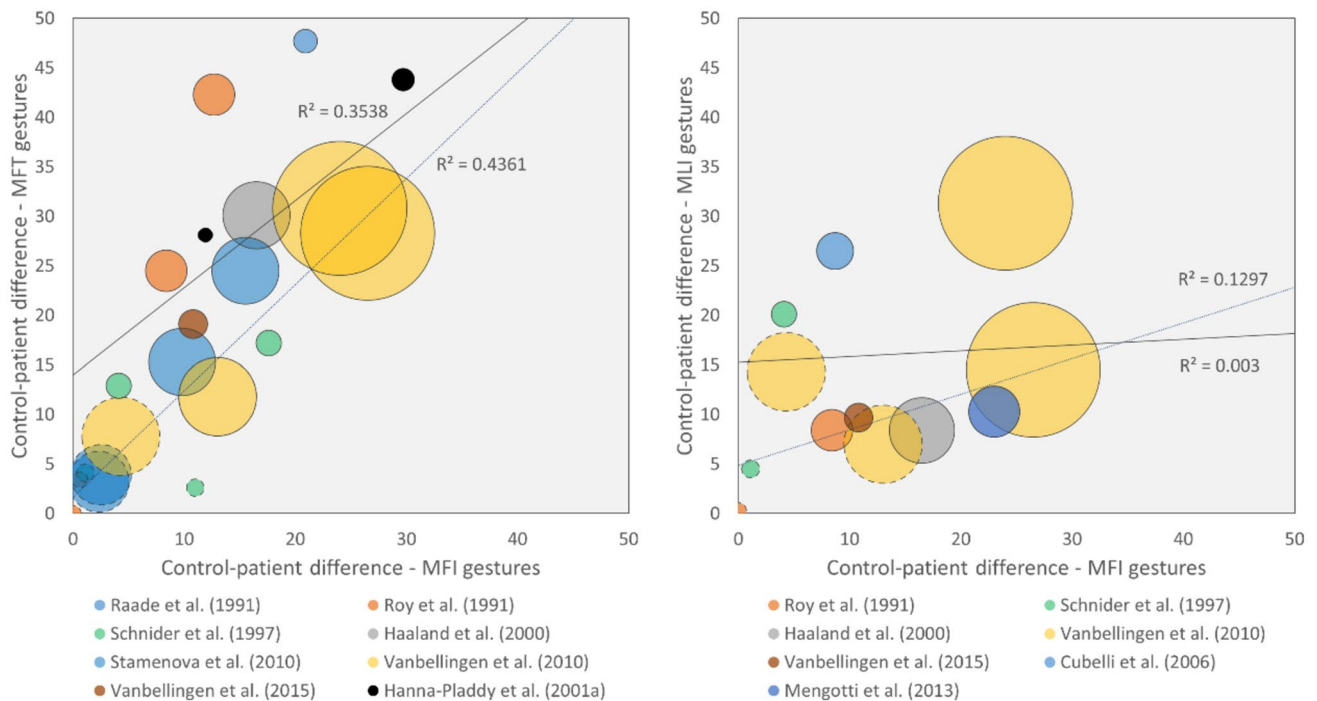 Control-patient difference - MFT gestures
50
45
40
35
30
25
20
15
10
5
0
R² = 0.3538
R² = 0.4361
0
10
20
30
40
50
Control-patient difference - MFI gestures
Raade et al. (1991)
Roy et al. (1991)
Schnider et al. (1997)
Haaland et al. (2000)
Stamenova et al. (2010)
Vanbellingen et al. (2010)
Vanbellingen et al. (2015)
Hanna-Pladdy et al. (2001a)
Control-patient difference - MLI gestures
50
45
40
35
30
25
20
15
10
5
0
R² = 0.1297
R² = 0.003
0
10
20
30
40
50
Control-patient difference - MFI gestures
Roy et al. (1991)
Schnider et al. (1997)
Haaland et al. (2000)
Vanbellingen et al. (2010)
Vanbellingen et al. (2015)
Cubelli et al. (2006)
Mengotti et al. (2013)